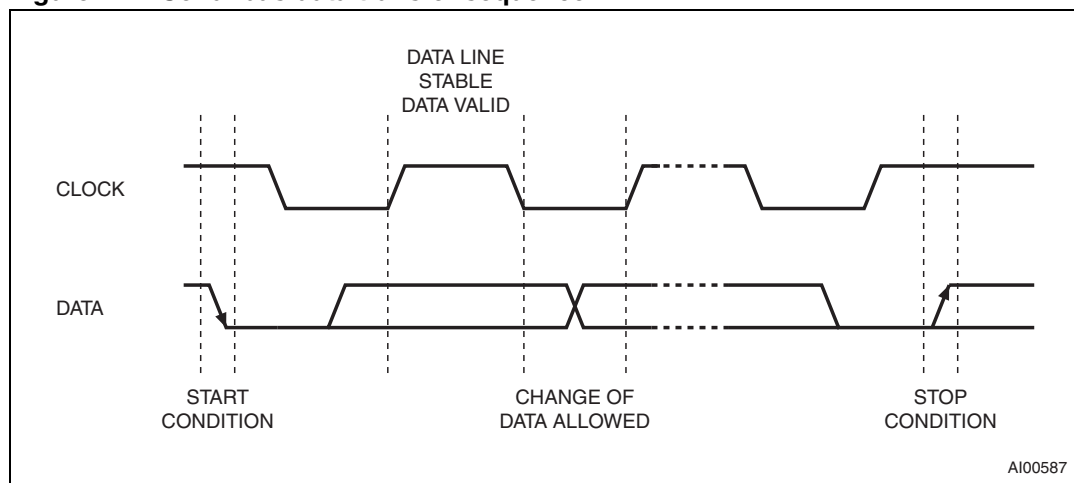 DATA LINE
STABLE
DATA VALID
CLOCK
DATA
START
CONDITION
CHANGE OF
DATA ALLOWED
STOP
CONDITION
AI00587